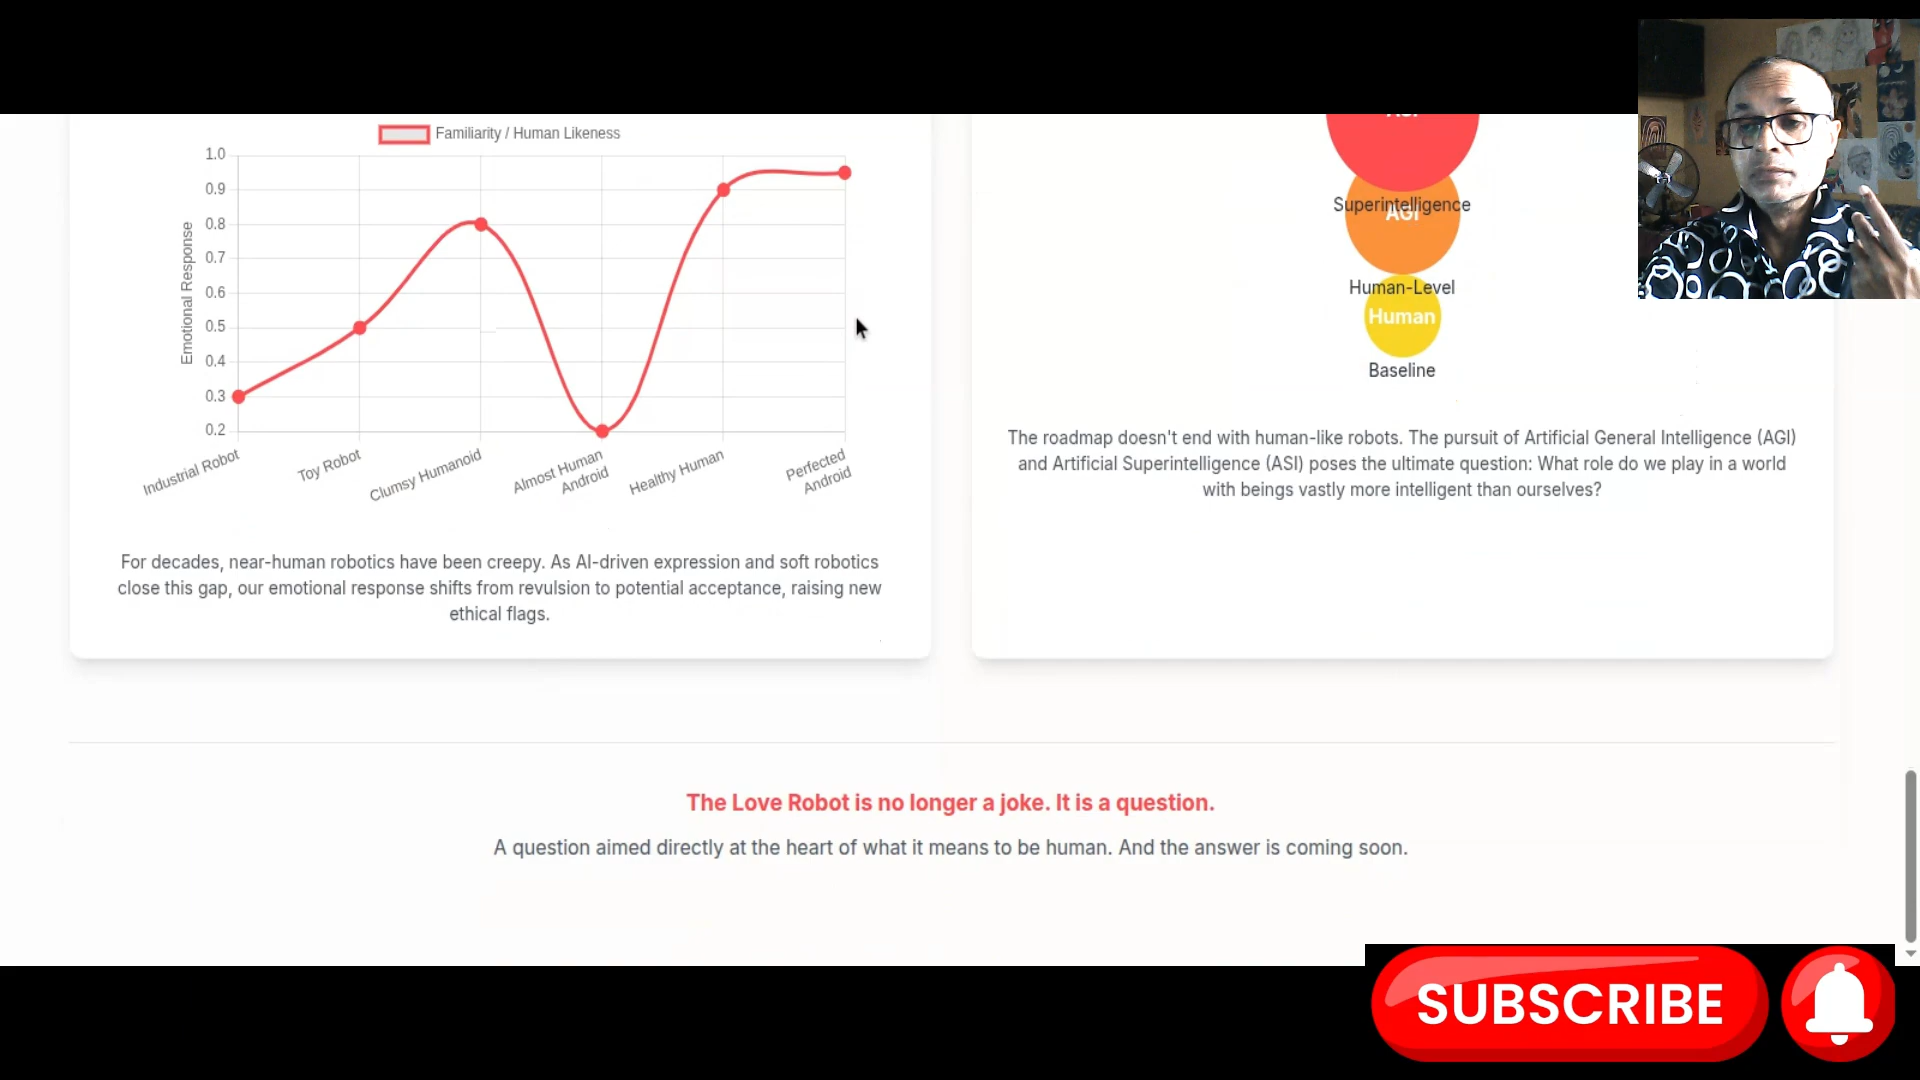 Familiarity / Human Likeness
1.0
0.9
0.8
0.7
0.6
0.5
0.4
0.3
0.2
Emotional Response
Industrial Robot
Toy Robot
Clumsy Humanoid
Almost Human
Android
Healthy Human
Perfected
Android
For decades, near-human robotics have been creepy. As AI-driven expression and soft robotics
close this gap, our emotional response shifts from revulsion to potential acceptance, raising new
ethical flags.
Superintelligence
AGI
Human-Level
Human
Baseline
The roadmap doesn't end with human-like robots. The pursuit of Artificial General Intelligence (AGI)
and Artificial Superintelligence (ASI) poses the ultimate question: What role do we play in a world
with beings vastly more intelligent than ourselves?
The Love Robot is no longer a joke. It is a question.
A question aimed directly at the heart of what it means to be human. And the answer is coming soon.
SUBSCRIBE